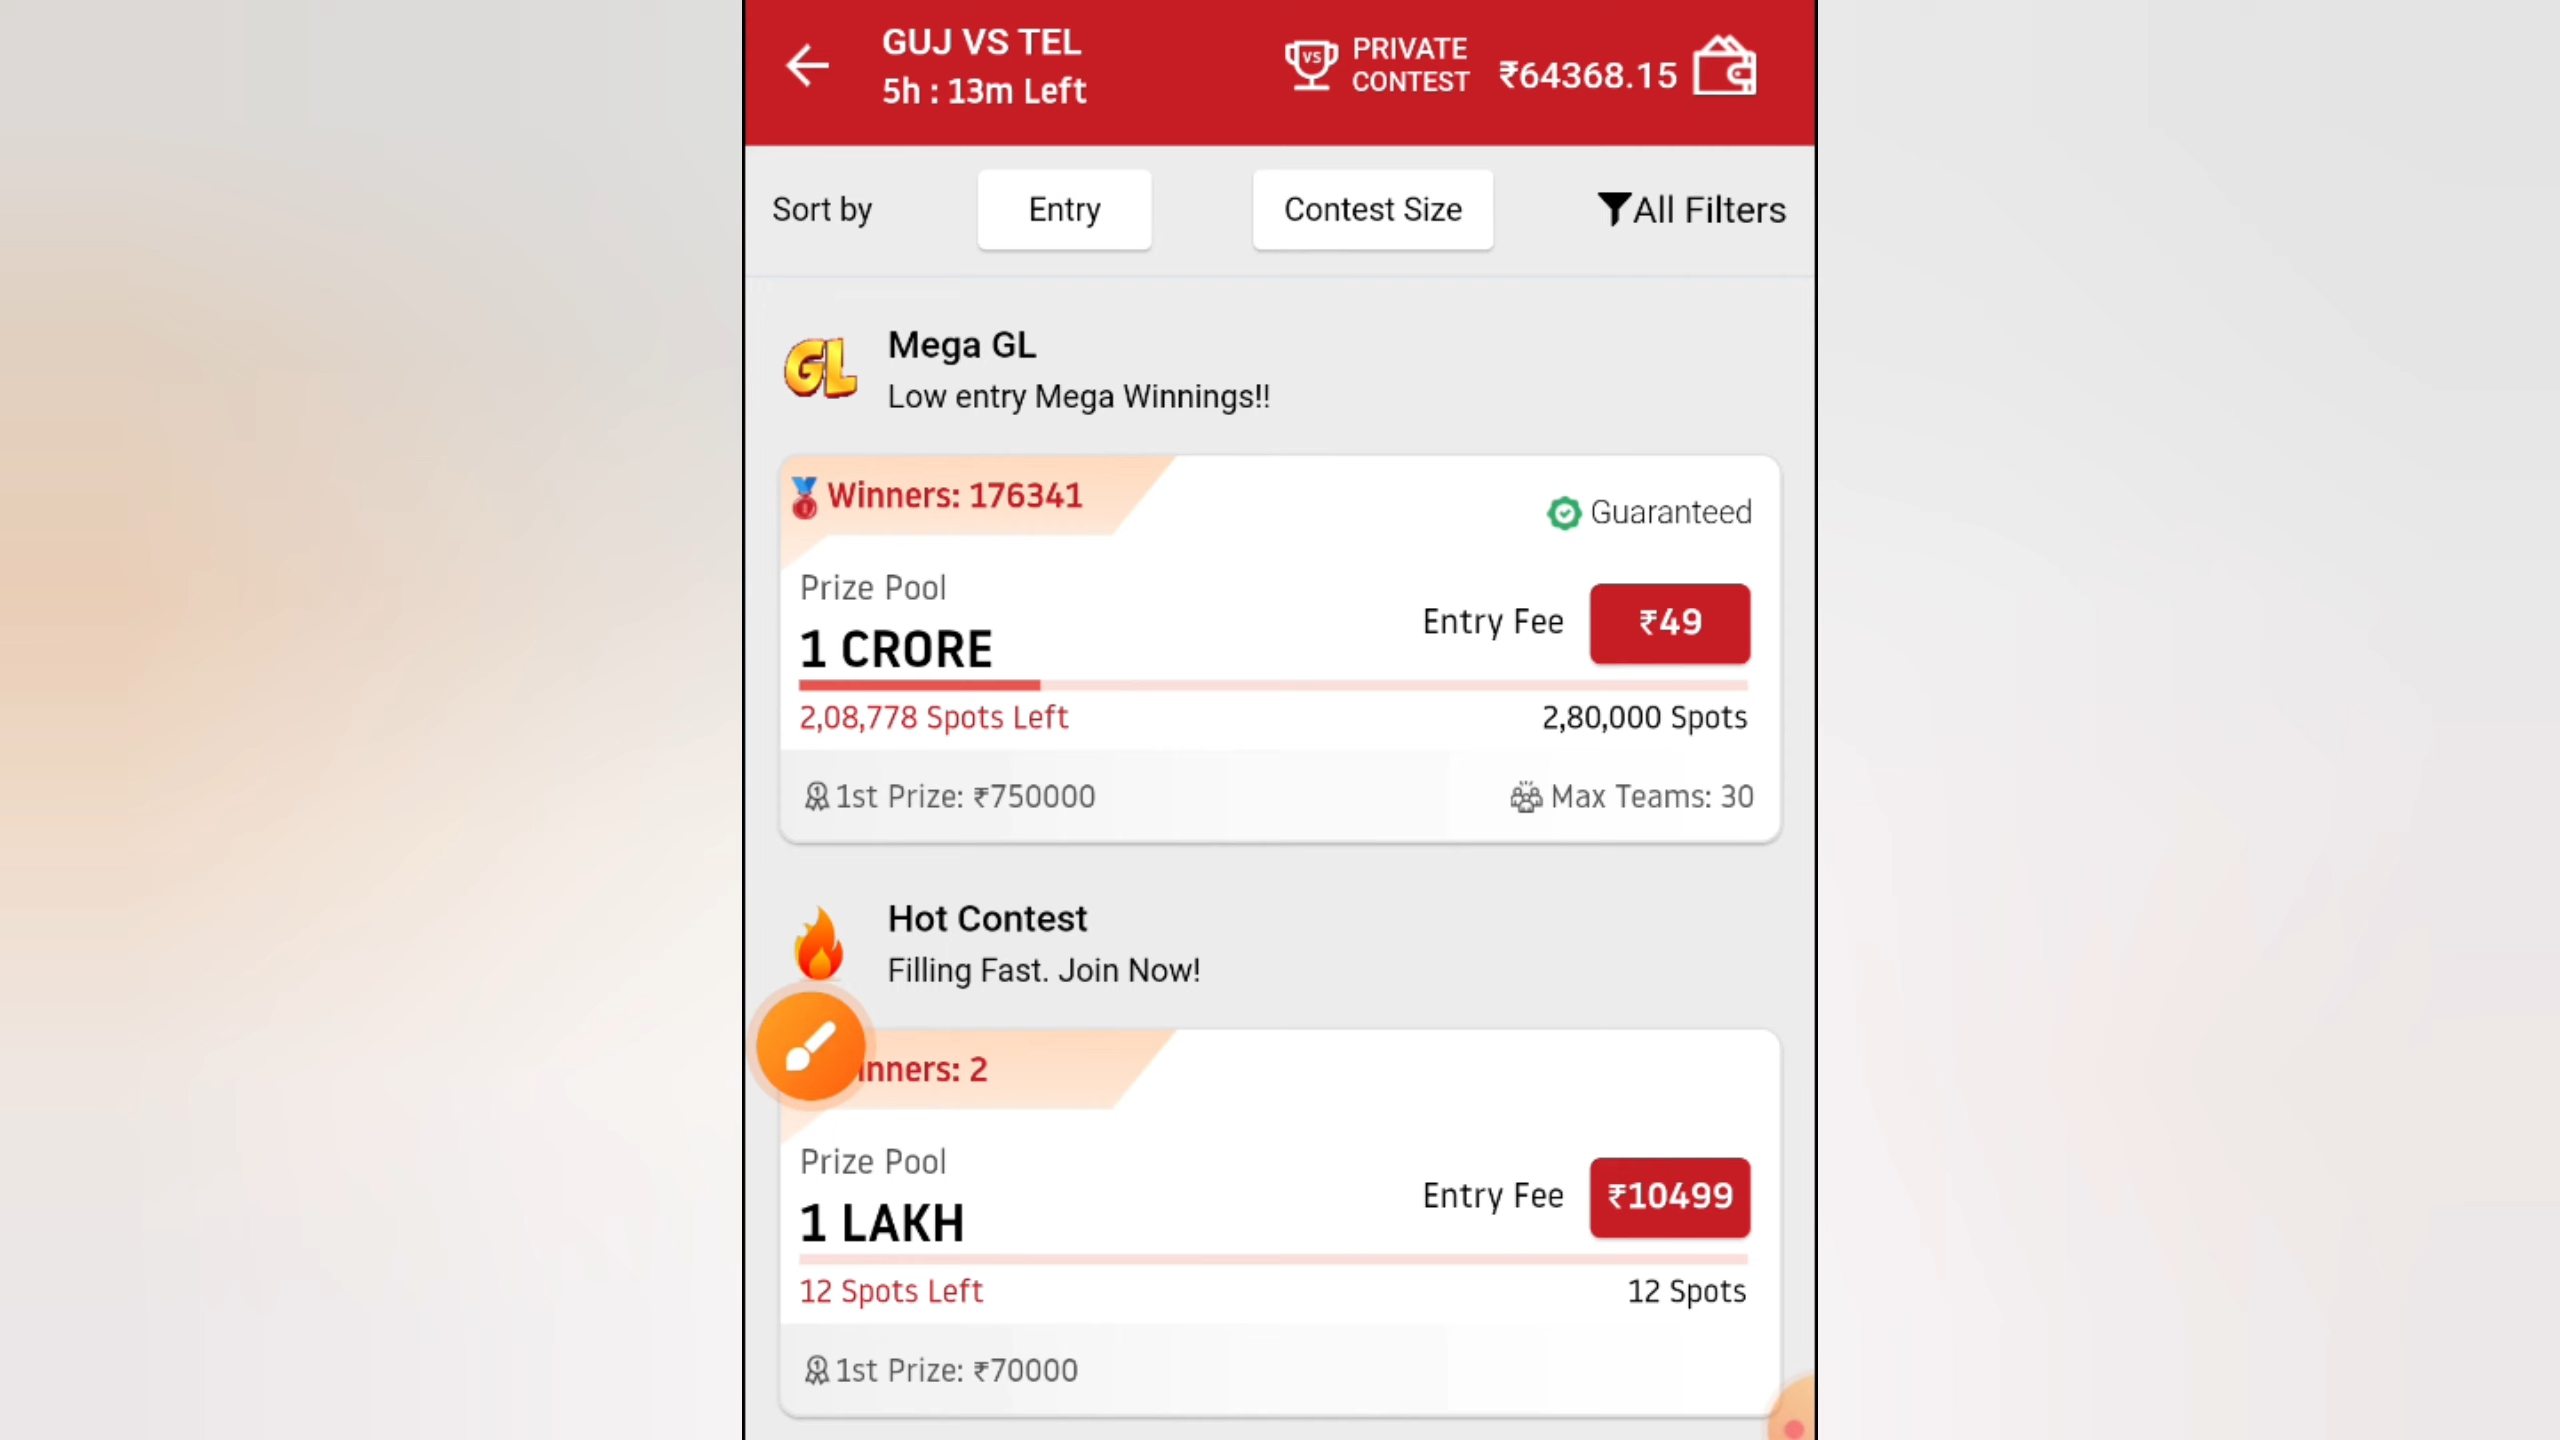 GUJ VS TEL
5h : 13m Left
VS
PRIVATE
CONTEST
₹64368.15
Sort by
Entry
Contest Size
All Filters
GL
Mega GL
Low entry Mega Winnings!!
Winners: 176341
Guaranteed
Prize Pool
1 CRORE
Entry Fee
₹49
2,08,778 Spots Left
2,80,000 Spots
1st Prize: ₹750000
Max Teams: 30
Hot Contest
Filling Fast. Join Now!
nners: 2
Prize Pool
1 LAKH
Entry Fee
₹10499
12 Spots Left
12 Spots
1st Prize: ₹70000